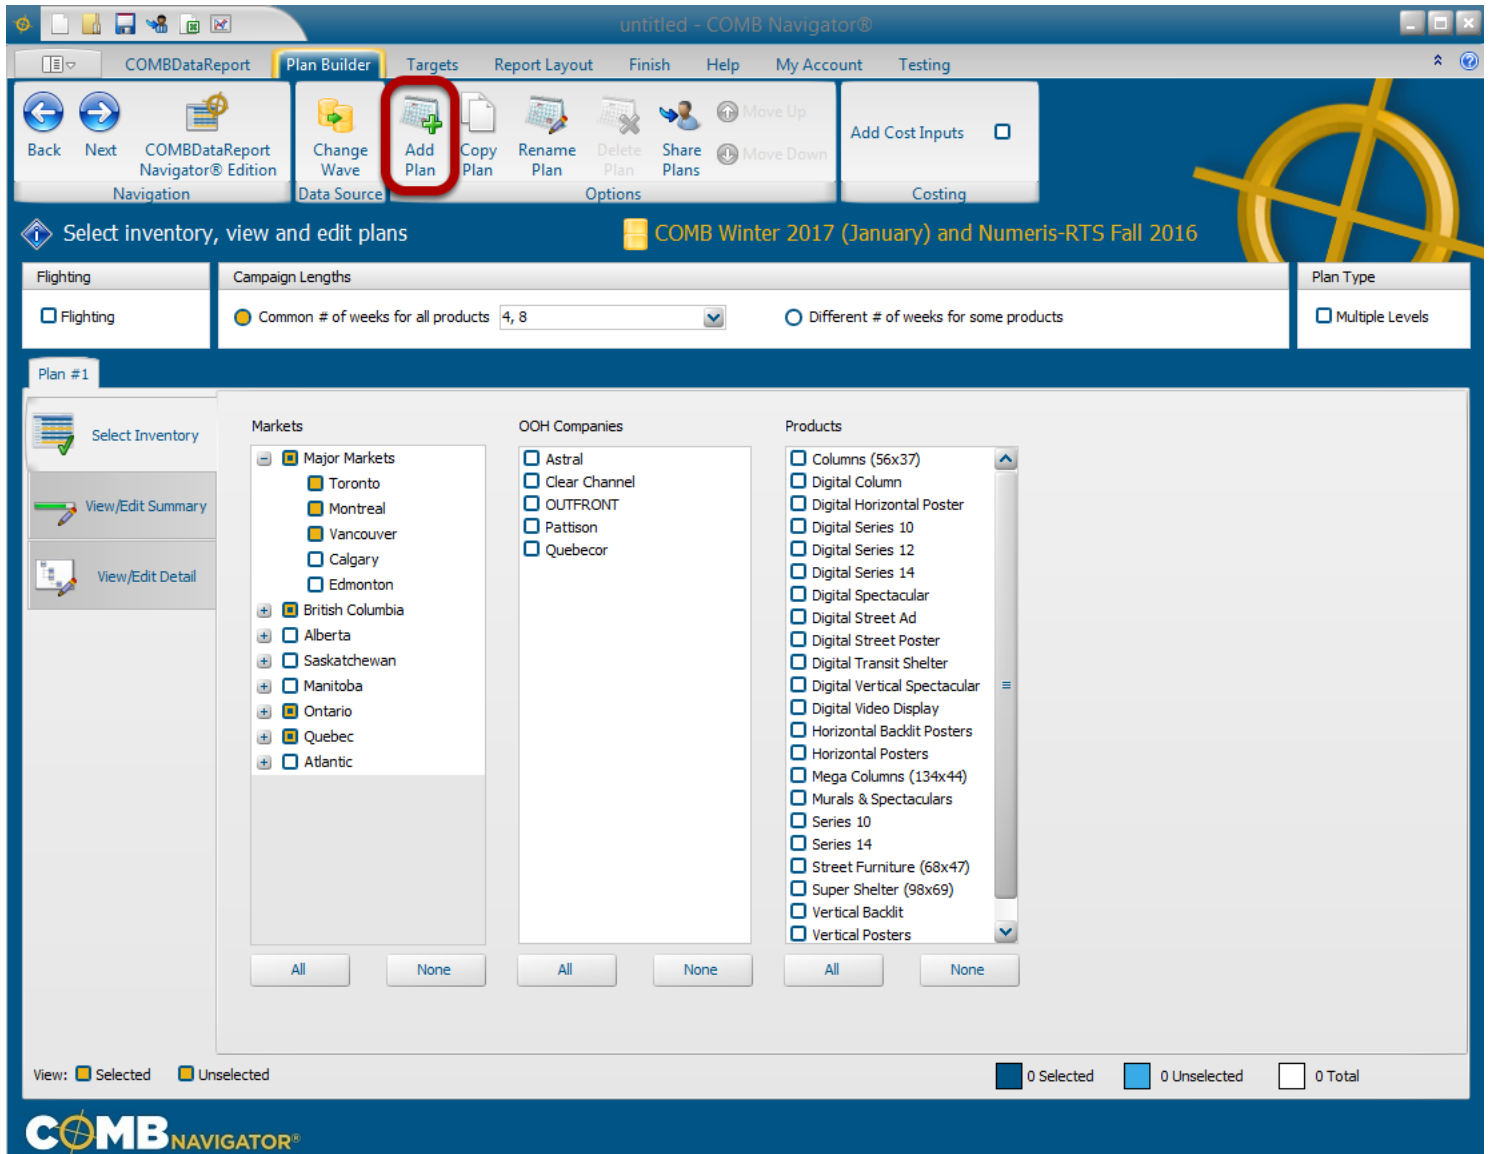 untitled - COMB Navigator®
COMBDataReport Plan Builder Targets Report Layout Finish Help My Account Testing
Back Next COMBDataReport Navigator® Edition
Navigation
Change Wave
Data Source
Add Plan
Copy Plan
Rename Plan
Delete Plan
Share Plans
Move Up
Move Down
Options
Add Cost Inputs
Costing
Select inventory, view and edit plans
COMB Winter 2017 (January) and Numeris-RTS Fall 2016
Flighting
Flighting
Campaign Lengths
Common # of weeks for all products 4, 8
Different # of weeks for some products
Plan Type
Multiple Levels
Plan #1
Select Inventory
View/Edit Summary
View/Edit Detail
Markets
Major Markets
Toronto
Montreal
Vancouver
Calgary
Edmonton
British Columbia
Alberta
Saskatchewan
Manitoba
Ontario
Quebec
Atlantic
All None
OOH Companies
Astral
Clear Channel
OUTFRONT
Pattison
Quebecor
All None
Products
Columns (56x37)
Digital Column
Digital Horizontal Poster
Digital Series 10
Digital Series 12
Digital Series 14
Digital Spectacular
Digital Street Ad
Digital Street Poster
Digital Transit Shelter
Digital Vertical Spectacular
Digital Video Display
Horizontal Backlit Posters
Horizontal Posters
Mega Columns (134x44)
Murals & Spectaculars
Series 10
Series 14
Street Furniture (68x47)
Super Shelter (98x69)
Vertical Backlit
Vertical Posters
All None
View: Selected Unselected
0 Selected 0 Unselected 0 Total
COMB NAVIGATOR®